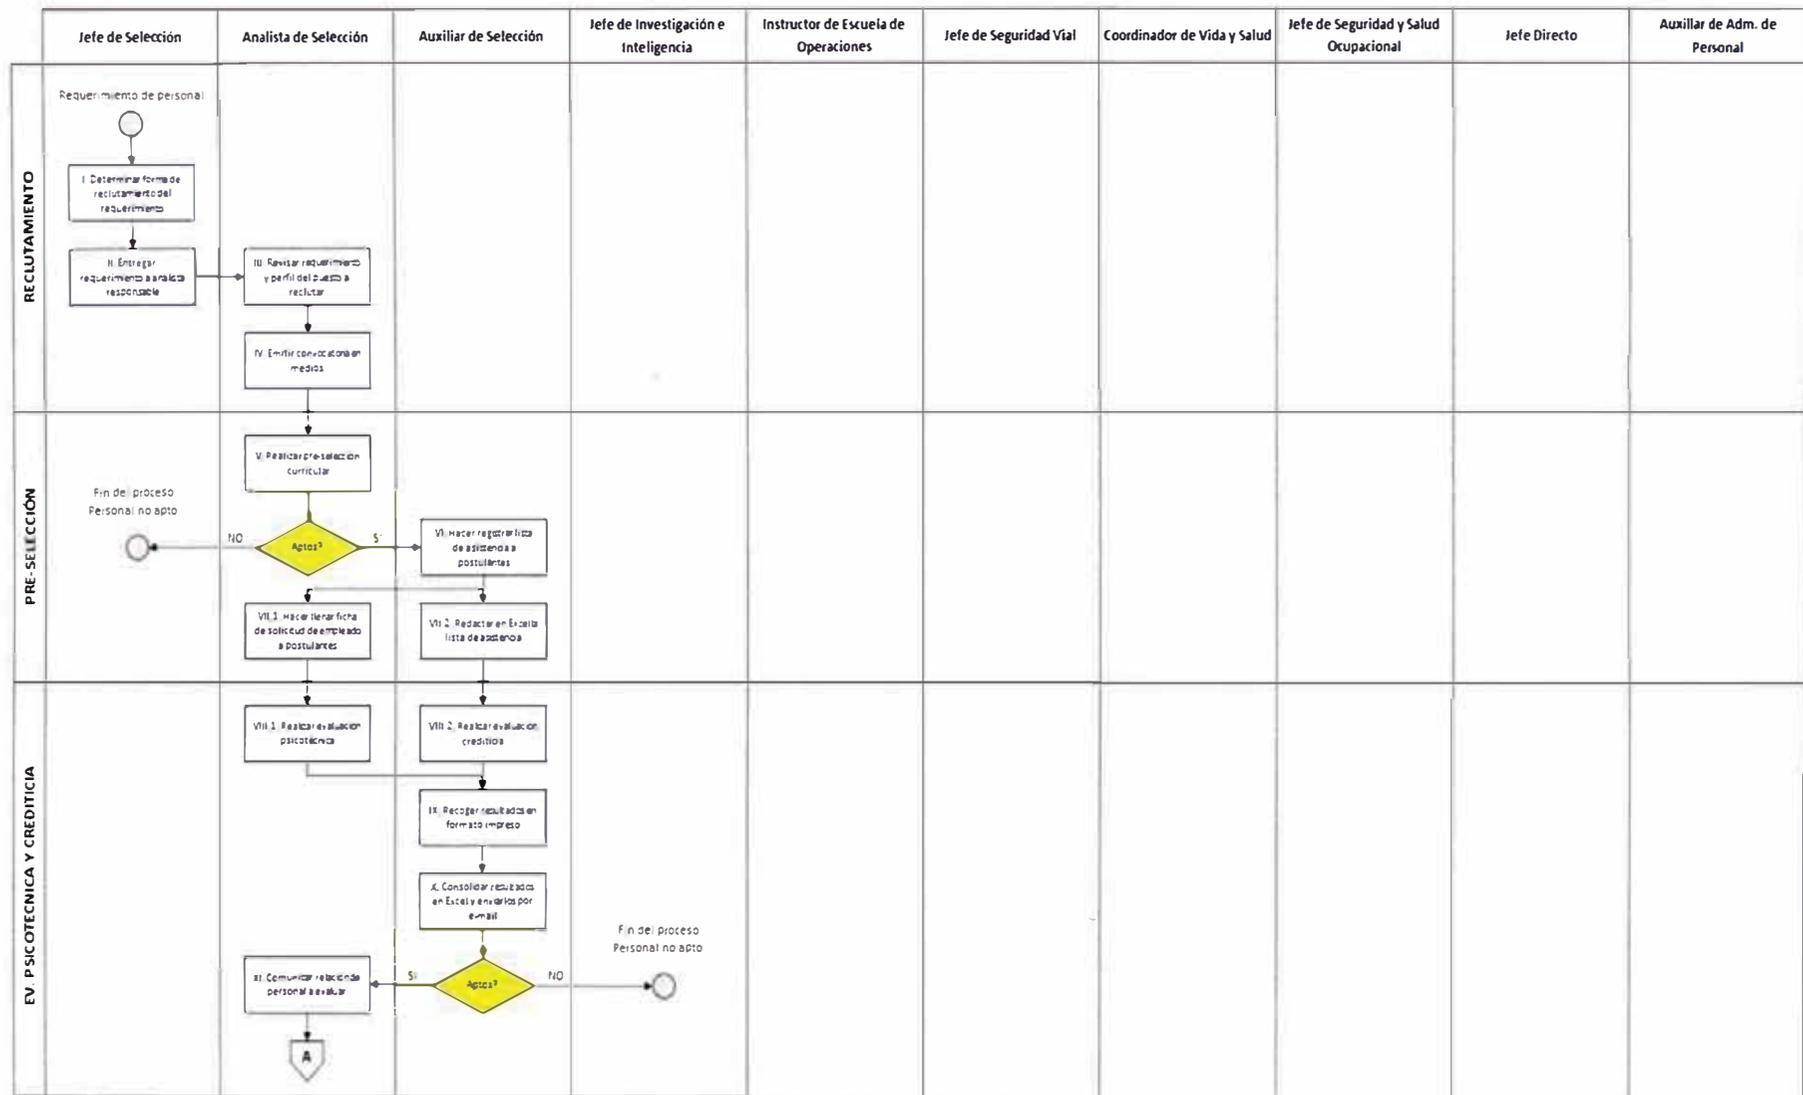 Jefe de Selección
Analista de Selección
Auxiliar de Selección
Jefe de Investigación e
Inteligencia
Instructor de Escuela de
Operaciones
Jefe de Seguridad Vial
Coordinador de Vida y Salud
Jefe de Seguridad y Salud
Ocupacional
Jefe Directo
Auxiliar de Adm. de
Personal
RECLUTAMIENTO
Requerimiento de personal
I. Determinar forma de
reclutamiento del
requerimiento
II. Entregar
requerimiento a analista
responsable
III. Revisar requerimiento
y perfil del puesto a
reclutar
IV. Emitir convocatoria en
medios
PRE-SELECCIÓN
V. Realizar pre-selección
curricular
Fin del proceso
Personal no apto
NO
Aptos?
SI
VI. Hacer registrar lista
de asistencia a
postulantes
VII.1. Hacer llenar ficha
de solicitud de empleado
a postulantes
VII.2. Redactar en Excel la
lista de asistencia
EV. PSICOTECNICA Y CREDITICIA
VIII.1. Realizar evaluación
psicotécnica
VIII.2. Realizar evaluación
crediticia
IX. Recoger resultados en
formato impreso
X. Consolidar resultados
en Excel y enviarlos por
e-mail
Fin del proceso
Personal no apto
XI. Comunicar relación de
personal a evaluar
SI
Aptos?
NO
A